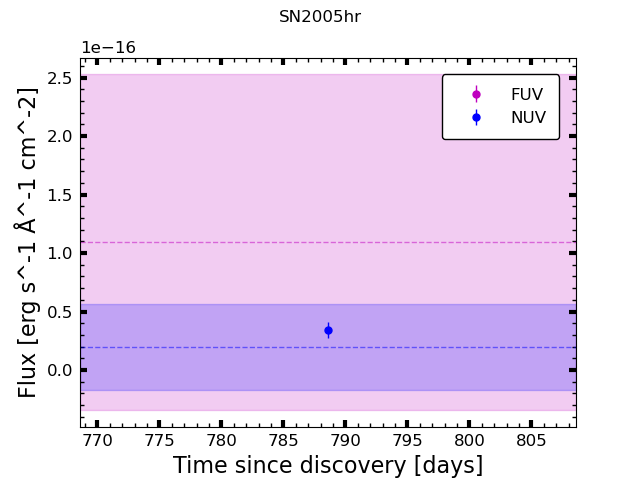 SN2005hr
1e−16
FUV
NUV
2.5
2.0
1.5
1.0
0.5
0.0
Flux [erg s^-1 Å^-1 cm^-2]
770 775 780 785 790 795 800 805
Time since discovery [days]